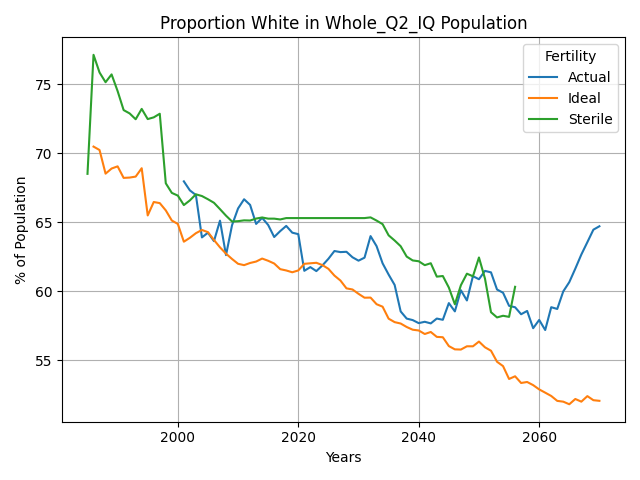 Proportion White in Whole_Q2_IQ Population
Fertility
Actual
Ideal
Sterile
% of Population
75
70
65
60
55
2000
2020
2040
2060
Years